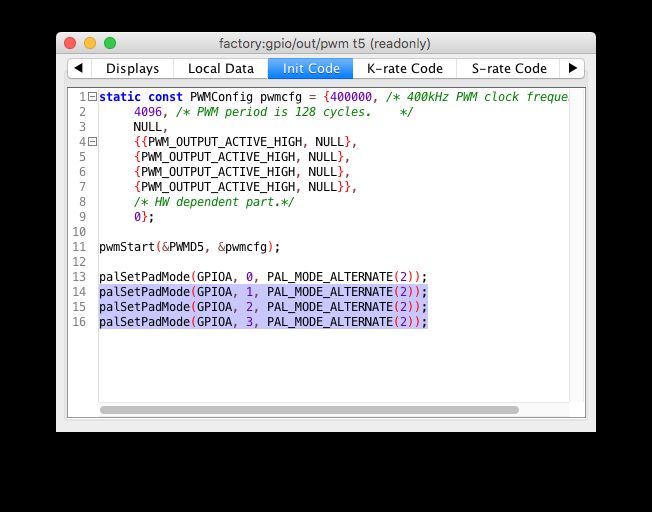 factory:gpio/out/pwm t5 (readonly)
Displays Local Data Init Code K-rate Code S-rate Code
1 static const PWMConfig pwmcfg = {400000, /* 400kHz PWM clock freque
2 4096, /* PWM period is 128 cycles. */
3 NULL,
4 {{PWM_OUTPUT_ACTIVE_HIGH, NULL},
5 {PWM_OUTPUT_ACTIVE_HIGH, NULL},
6 {PWM_OUTPUT_ACTIVE_HIGH, NULL},
7 {PWM_OUTPUT_ACTIVE_HIGH, NULL}},
8 /* HW dependent part.*/
9 0};
10
11 pwmStart(&PWMD5, &pwmcfg);
12
13 palSetPadMode(GPIOA, 0, PAL_MODE_ALTERNATE(2));
14 palSetPadMode(GPIOA, 1, PAL_MODE_ALTERNATE(2));
15 palSetPadMode(GPIOA, 2, PAL_MODE_ALTERNATE(2));
16 palSetPadMode(GPIOA, 3, PAL_MODE_ALTERNATE(2));